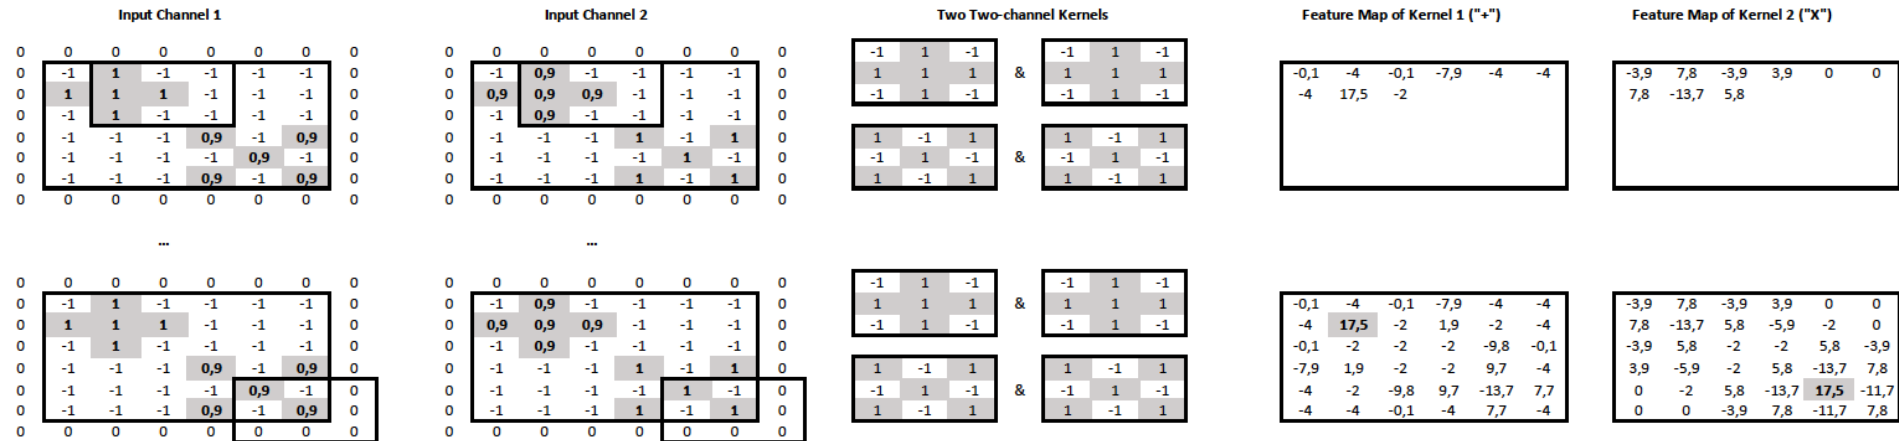 Input Channel 1 Input Channel 2 Two Two-channel Kernels Feature Map of Kernel 1 ("+") Feature Map of Kernel 2 ("X")
0 0 0 0 0 0 0 0 0 0 0 0 0 0 0 0 -1 1 -1 -1 1 -1
0 -1 1 -1 -1 -1 -1 0 0 -1 0,9 -1 -1 -1 -1 0 1 1 1 & 1 1 1 -0,1 -4 -0,1 -7,9 -4 -4 -3,9 7,8 -3,9 3,9 0 0
0 1 1 1 -1 -1 -1 0 0 0,9 0,9 0,9 -1 -1 -1 0 -1 1 -1 -1 1 -1 -4 17,5 -2 7,8 -13,7 5,8
0 -1 1 -1 -1 -1 -1 0 0 -1 0,9 -1 -1 -1 -1 0
0 -1 -1 -1 0,9 -1 0,9 0 0 -1 -1 -1 1 -1 1 0 1 -1 1 1 -1 1
0 -1 -1 -1 -1 0,9 -1 0 0 -1 -1 -1 -1 1 -1 0 -1 1 -1 & -1 1 -1
0 -1 -1 -1 0,9 -1 0,9 0 0 -1 -1 -1 1 -1 1 0 1 -1 1 1 -1 1
0 0 0 0 0 0 0 0 0 0 0 0 0 0 0 0
... ...
0 0 0 0 0 0 0 0 0 0 0 0 0 0 0 0 -1 1 -1 -1 1 -1
0 -1 1 -1 -1 -1 -1 0 0 -1 0,9 -1 -1 -1 -1 0 1 1 1 & 1 1 1 -0,1 -4 -0,1 -7,9 -4 -4 -3,9 7,8 -3,9 3,9 0 0
0 1 1 1 -1 -1 -1 0 0 0,9 0,9 0,9 -1 -1 -1 0 -1 1 -1 -1 1 -1 -4 17,5 -2 1,9 -2 -4 7,8 -13,7 5,8 -5,9 -2 0
0 -1 1 -1 -1 -1 -1 0 0 -1 0,9 -1 -1 -1 -1 0 -0,1 -2 -2 -2 -9,8 -0,1 -3,9 5,8 -2 -2 5,8 -3,9
0 -1 -1 -1 0,9 -1 0,9 0 0 -1 -1 -1 1 -1 1 0 1 -1 1 1 -1 1 -7,9 1,9 -2 -2 9,7 -4 3,9 -5,9 -2 5,8 -13,7 7,8
0 -1 -1 -1 -1 0,9 -1 0 0 -1 -1 -1 -1 1 -1 0 -1 1 -1 & -1 1 -1 -4 -2 -9,8 9,7 -13,7 7,7 0 -2 5,8 -13,7 17,5 -11,7
0 -1 -1 -1 0,9 -1 0,9 0 0 -1 -1 -1 1 -1 1 0 1 -1 1 1 -1 1 -4 -4 -0,1 -4 7,7 -4 0 0 -3,9 7,8 -11,7 7,8
0 0 0 0 0 0 0 0 0 0 0 0 0 0 0 0